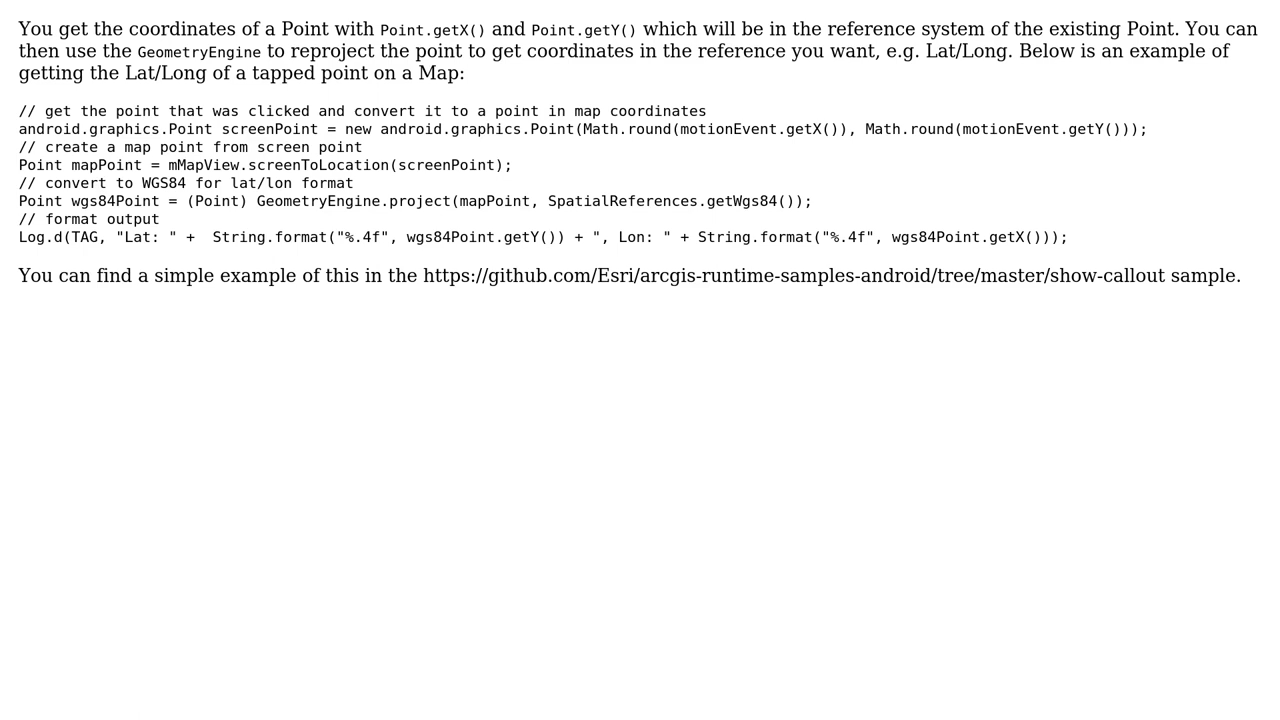 You get the coordinates of a Point with Point.getX() and Point.getY() which will be in the reference system of the existing Point. You can
then use the GeometryEngine to reproject the point to get coordinates in the reference you want, e.g. Lat/Long. Below is an example of
getting the Lat/Long of a tapped point on a Map:
// get the point that was clicked and convert it to a point in map coordinates
android.graphics.Point screenPoint = new android.graphics.Point(Math.round(motionEvent.getX()), Math.round(motionEvent.getY()));
// create a map point from screen point
Point mapPoint = mMapView.screenToLocation(screenPoint);
// convert to WGS84 for lat/lon format
Point wgs84Point = (Point) GeometryEngine.project(mapPoint, SpatialReferences.getWgs84());
// format output
Log.d(TAG, "Lat: " +  String.format("%.4f", wgs84Point.getY()) + ", Lon: " + String.format("%.4f", wgs84Point.getX()));
You can find a simple example of this in the https://github.com/Esri/arcgis-runtime-samples-android/tree/master/show-callout sample.